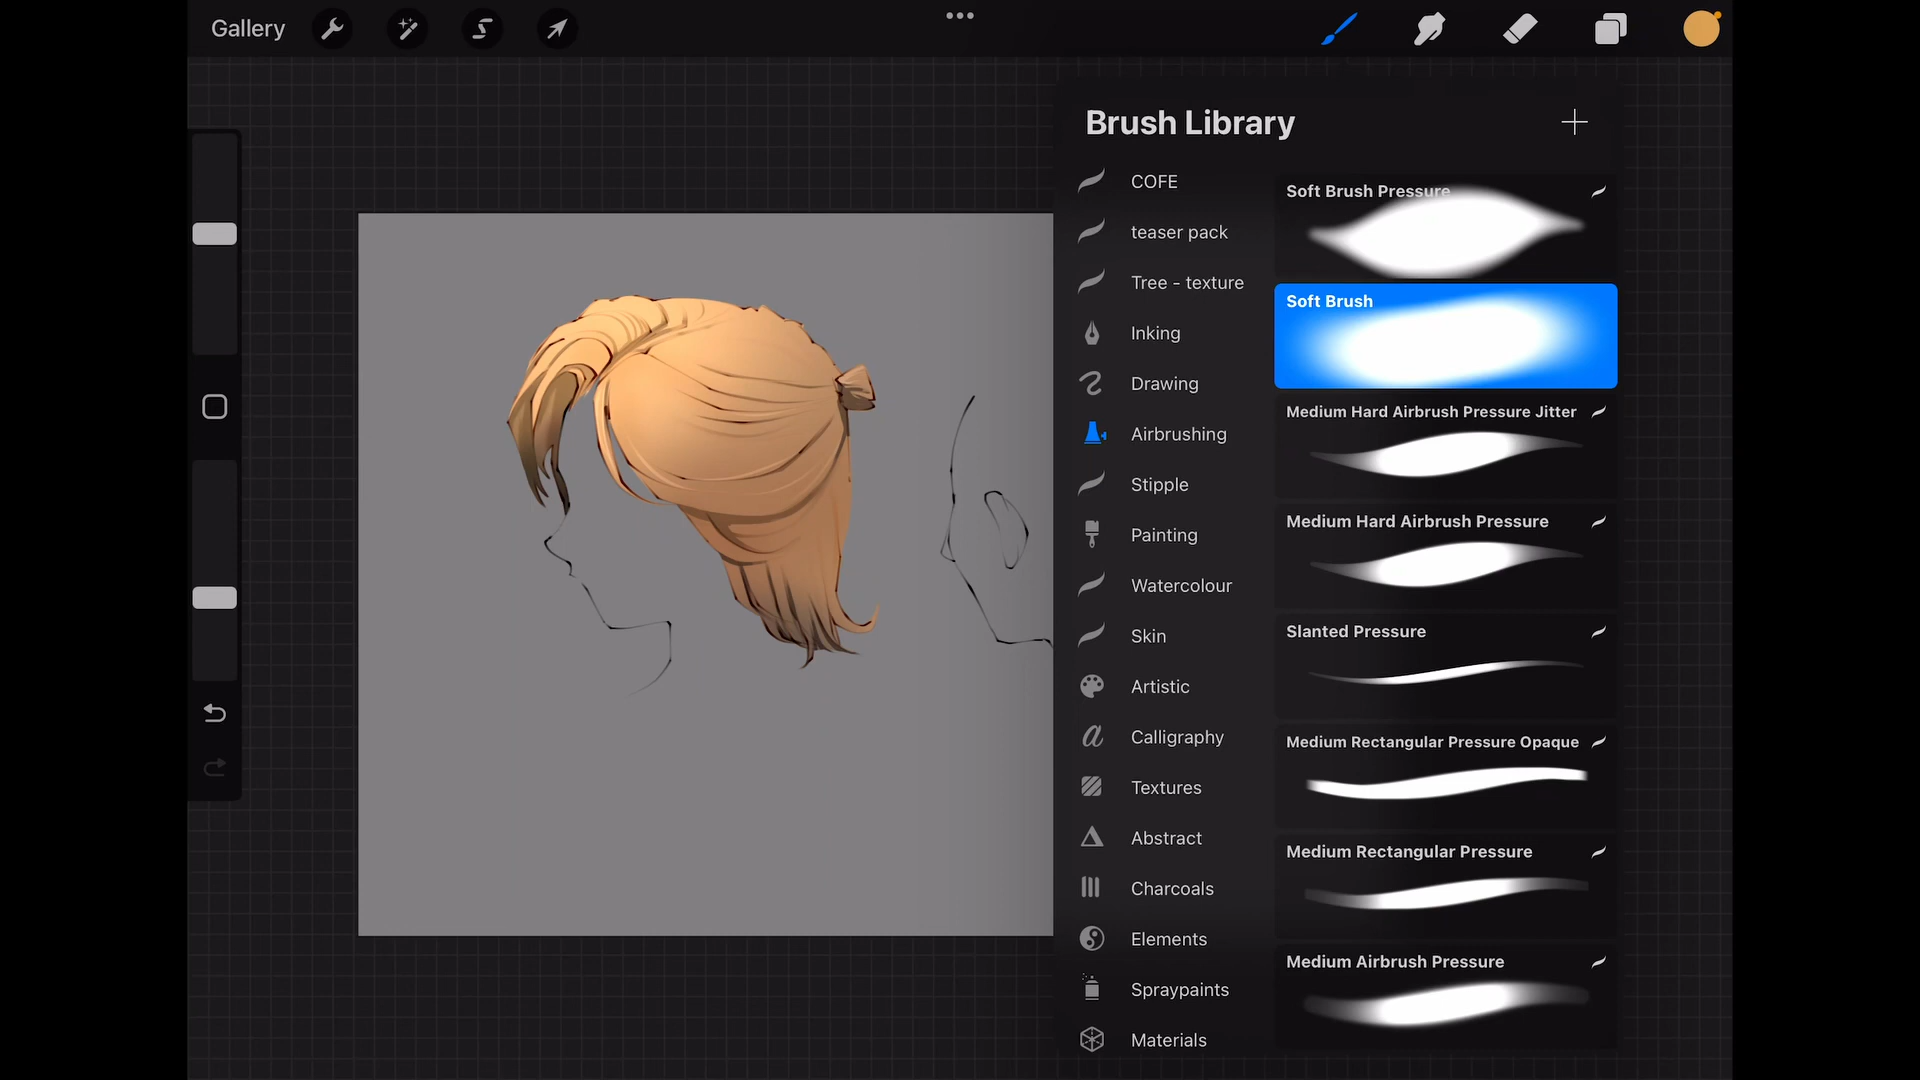 Gallery
Brush Library
COFE
teaser pack
Tree - texture
Inking
Drawing
Airbrushing
Stipple
Painting
Watercolour
Skin
Artistic
Calligraphy
Textures
Abstract
Charcoals
Elements
Spraypaints
Materials
Soft Brush Pressure
Soft Brush
Medium Hard Airbrush Pressure Jitter
Medium Hard Airbrush Pressure
Slanted Pressure
Medium Rectangular Pressure Opaque
Medium Rectangular Pressure
Medium Airbrush Pressure